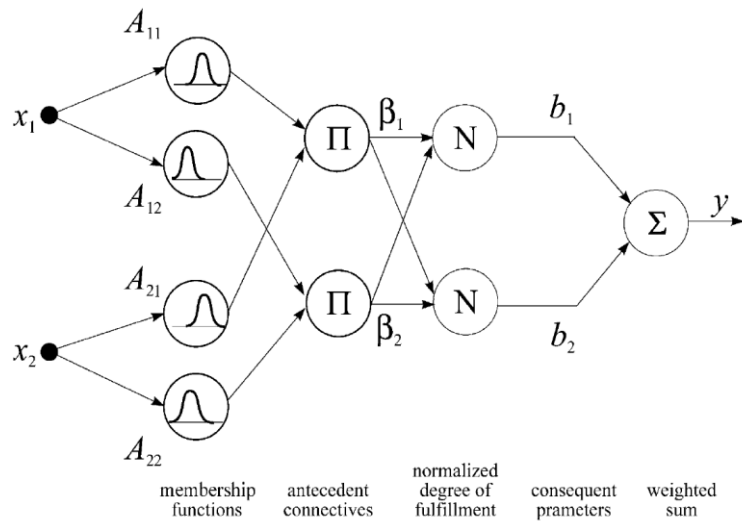 A₁₁
x₁
A₁₂
A₂₁
x₂
A₂₂
Π
Π
β₁
β₂
N
N
b₁
b₂
Σ
y
membership
functions
antecedent
connectives
normalized
degree of
fulfillment
consequent
prameters
weighted
sum